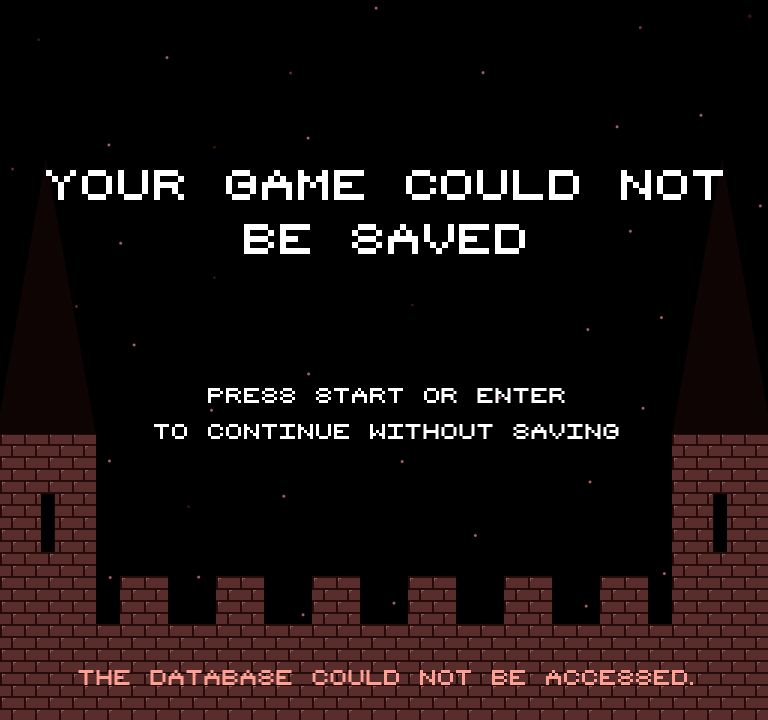 YOUR GAME COULD NOT
BE SAVED
PRESS START OR ENTER
TO CONTINUE WITHOUT SAVING
THE DATABASE COULD NOT BE ACCESSED.